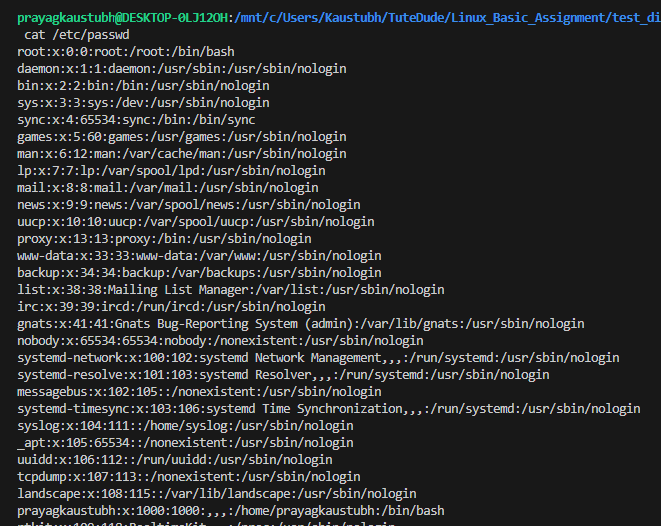 prayagkaustubh@DESKTOP-0LJ12OH:/mnt/c/Users/Kaustubh/TuteDude/Linux_Basic_Assignment/test_di
cat /etc/passwd
root:x:0:0:root:/root:/bin/bash
daemon:x:1:1:daemon:/usr/sbin:/usr/sbin/nologin
bin:x:2:2:bin:/bin:/usr/sbin/nologin
sys:x:3:3:sys:/dev:/usr/sbin/nologin
sync:x:4:65534:sync:/bin:/bin/sync
games:x:5:60:games:/usr/games:/usr/sbin/nologin
man:x:6:12:man:/var/cache/man:/usr/sbin/nologin
lp:x:7:7:lp:/var/spool/lpd:/usr/sbin/nologin
mail:x:8:8:mail:/var/mail:/usr/sbin/nologin
news:x:9:9:news:/var/spool/news:/usr/sbin/nologin
uucp:x:10:10:uucp:/var/spool/uucp:/usr/sbin/nologin
proxy:x:13:13:proxy:/bin:/usr/sbin/nologin
www-data:x:33:33:www-data:/var/www:/usr/sbin/nologin
backup:x:34:34:backup:/var/backups:/usr/sbin/nologin
list:x:38:38:Mailing List Manager:/var/list:/usr/sbin/nologin
irc:x:39:39:ircd:/run/ircd:/usr/sbin/nologin
gnats:x:41:41:Gnats Bug-Reporting System (admin):/var/lib/gnats:/usr/sbin/nologin
nobody:x:65534:65534:nobody:/nonexistent:/usr/sbin/nologin
systemd-network:x:100:102:systemd Network Management,,,:/run/systemd:/usr/sbin/nologin
systemd-resolve:x:101:103:systemd Resolver,,,:/run/systemd:/usr/sbin/nologin
messagebus:x:102:105::/nonexistent:/usr/sbin/nologin
systemd-timesync:x:103:106:systemd Time Synchronization,,,:/run/systemd:/usr/sbin/nologin
syslog:x:104:111::/home/syslog:/usr/sbin/nologin
_apt:x:105:65534::/nonexistent:/usr/sbin/nologin
uuidd:x:106:112::/run/uuidd:/usr/sbin/nologin
tcpdump:x:107:113::/nonexistent:/usr/sbin/nologin
landscape:x:108:115::/var/lib/landscape:/usr/sbin/nologin
prayagkaustubh:x:1000:1000:,,,:/home/prayagkaustubh:/bin/bash